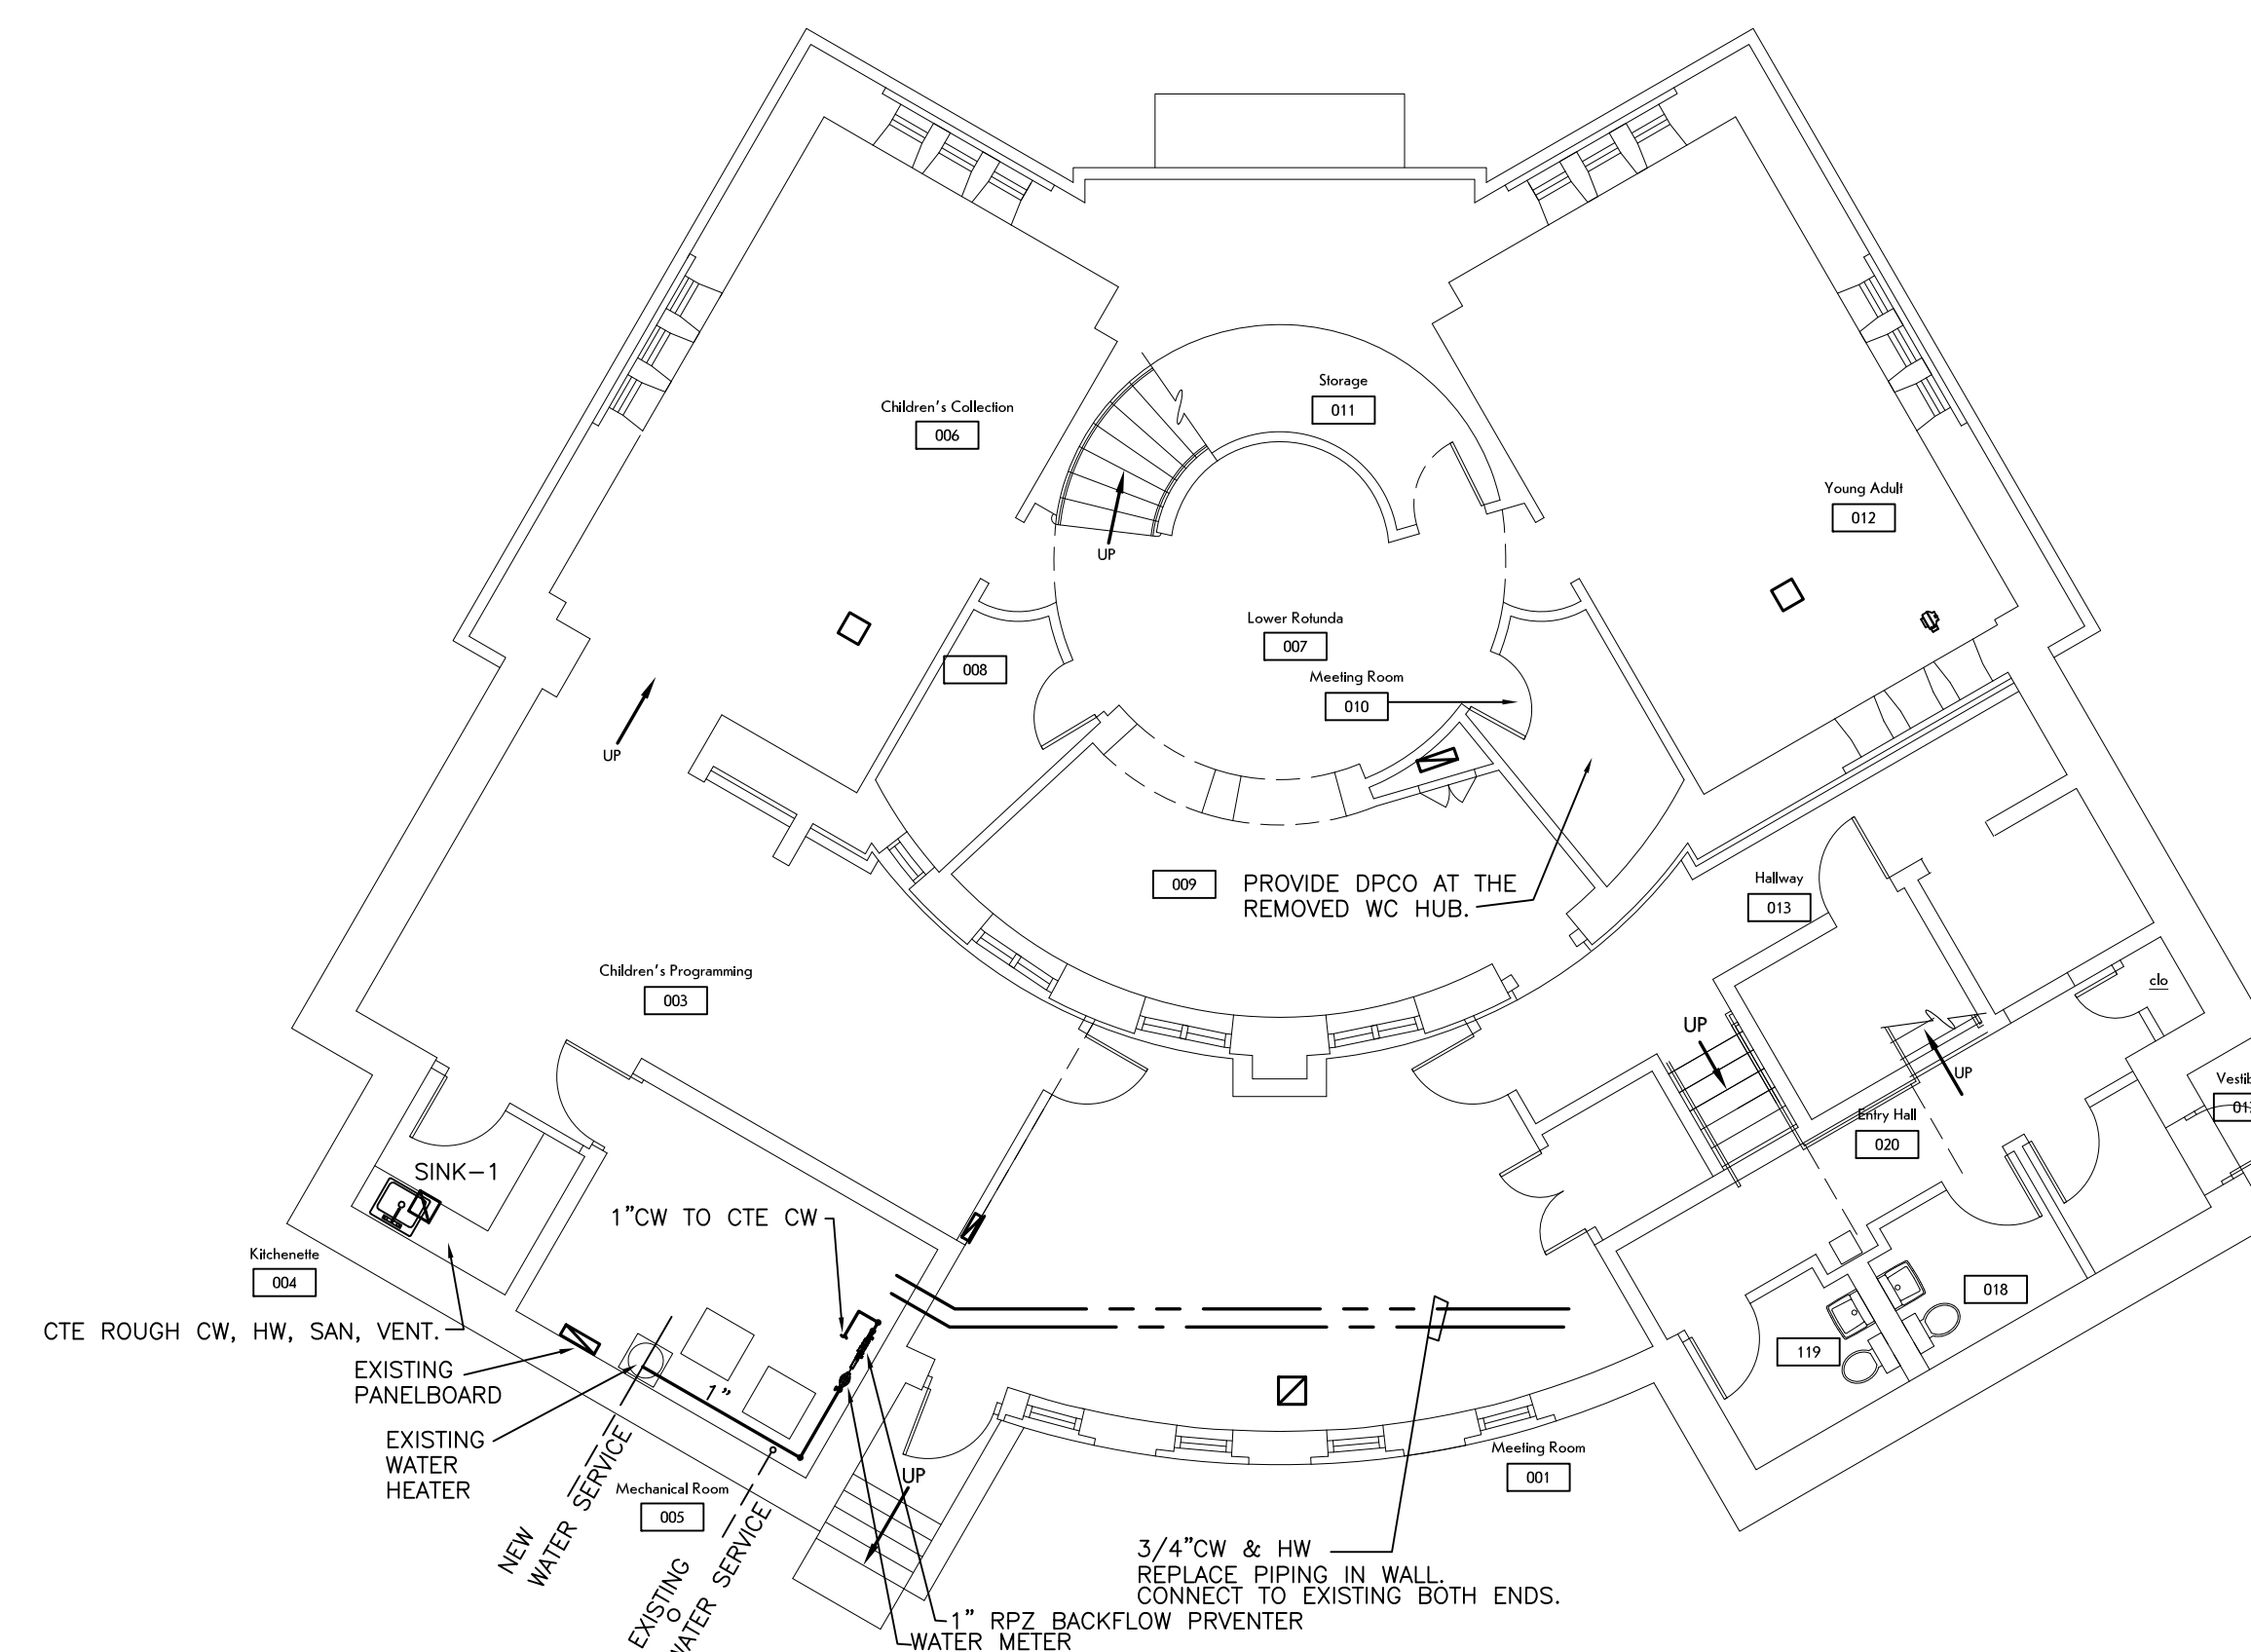 Storage
011
Children's Collection
006
Young Adult
012
UP
Lower Rotunda
007
008
Meeting Room
010
UP
009
PROVIDE DPCO AT THE
REMOVED WC HUB.
Hallway
013
Children's Programming
003
clo
UP
UP
Entry Hall
020
SINK-1
1"CW TO CTE CW
Kitchenette
004
018
CTE ROUGH CW, HW, SAN, VENT.
119
EXISTING
PANELBOARD
1"
EXISTING
WATER
HEATER
NEW
WATER SERVICE
Mechanical Room
005
EXISTING
O
WATER SERVICE
UP
Meeting Room
001
3/4"CW & HW
REPLACE PIPING IN WALL.
CONNECT TO EXISTING BOTH ENDS.
1" RPZ BACKFLOW PRVENTER
WATER METER